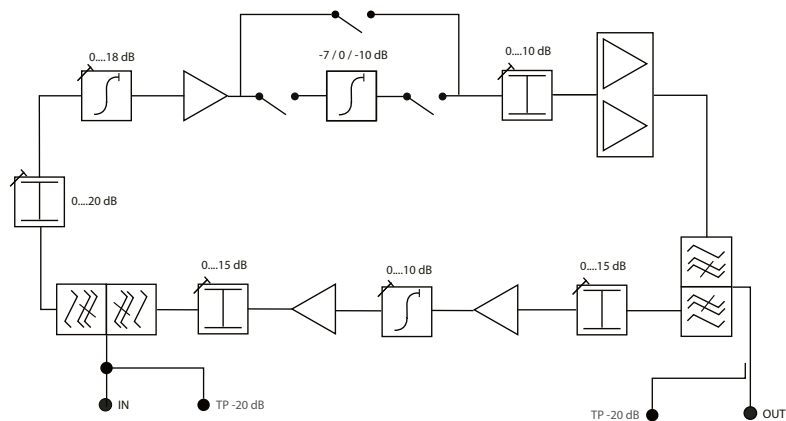 0....18 dB
-7 / 0 / -10 dB
0....10 dB
0....20 dB
0....15 dB
0....10 dB
0....15 dB
IN
TP -20 dB
TP -20 dB
OUT